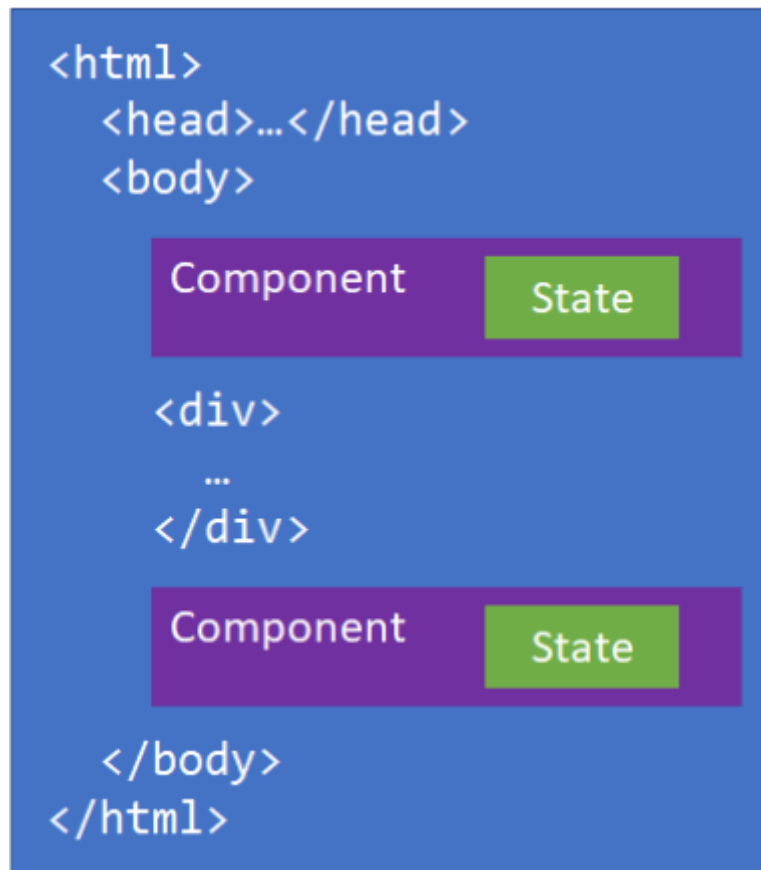 <html>
<head>…</head>
<body>
Component State
<div>
…
</div>
Component State
</body>
</html>